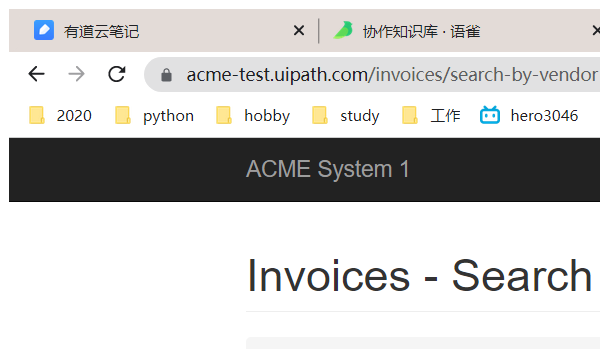 有道云笔记 协作知识库 · 语雀
acme-test.uipath.com/invoices/search-by-vendor
2020 python hobby study 工作 hero3046
ACME System 1
Invoices - Search